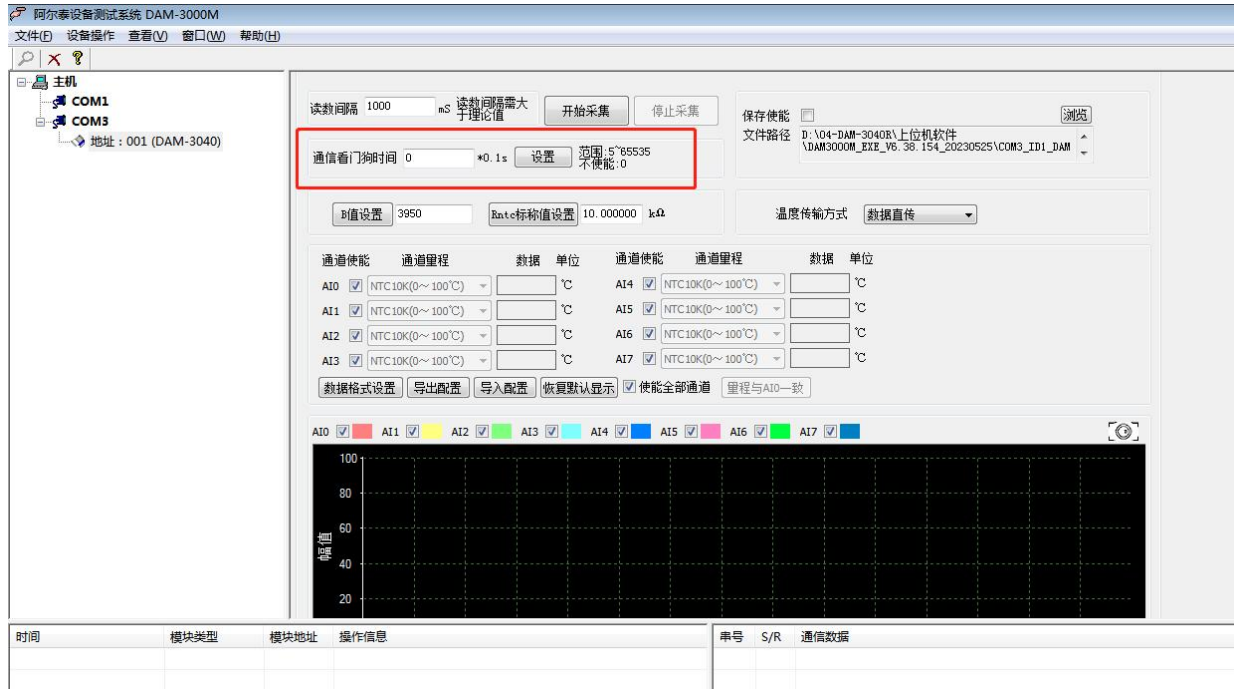 阿尔泰设备测试系统 DAM-3000M
文件(F) 设备操作 查看(V) 窗口(W) 帮助(H)
主机
COM1
COM3
地址：001 (DAM-3040)
读数间隔 1000 mS 读数间隔需大于理论值 开始采集 停止采集
保存使能 浏览
文件路径 D:\04-DAM-3040R\上位机软件
\DAM3000M_EXE_V6.38.154_20230525\COM3_ID1_DAM
通信看门狗时间 0 *0.1s 设置 范围:5~65535
不使能:0
B值设置 3950 Rntc标称值设置 10.000000 kΩ
温度传输方式 数据直传
通道使能 通道里程 数据 单位 通道使能 通道里程 数据 单位
AI0 NTC10K(0～100℃) ℃ AI4 NTC10K(0～100℃) ℃
AI1 NTC10K(0～100℃) ℃ AI5 NTC10K(0～100℃) ℃
AI2 NTC10K(0～100℃) ℃ AI6 NTC10K(0～100℃) ℃
AI3 NTC10K(0～100℃) ℃ AI7 NTC10K(0～100℃) ℃
数据格式设置 导出配置 导入配置 恢复默认显示 使能全部通道 里程与AI0一致
AI0 AI1 AI2 AI3 AI4 AI5 AI6 AI7
100
80
60
40
20
幅值
时间 模块类型 模块地址 操作信息 串号 S/R 通信数据